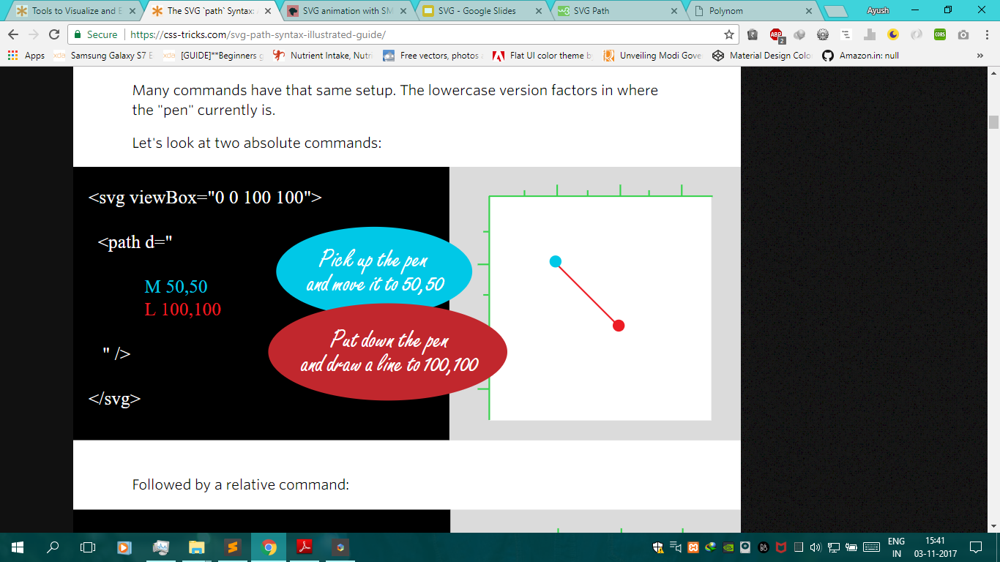 Tools to Visualize and E
The SVG `path` Syntax:
SVG animation with SM
SVG - Google Slides
SVG Path
Polynom
Ayush
Secure
https://css-tricks.com/svg-path-syntax-illustrated-guide/
ABP
2
CORS
Apps
xda
Samsung Galaxy S7 E
xda
[GUIDE]**Beginners g
Nutrient Intake, Nutri
Free vectors, photos
Flat UI color theme b
Unveiling Modi Gove
Material Design Colo
Amazon.in: null
»
Many commands have that same setup. The lowercase version factors in where
the "pen" currently is.
Let's look at two absolute commands:
<svg viewBox="0 0 100 100">
<path d="
M 50,50
L 100,100
" />
</svg>
Pick up the pen
and move it to 50,50
Put down the pen
and draw a line to 100,100
Followed by a relative command:
ENG
IN
15:41
03-11-2017